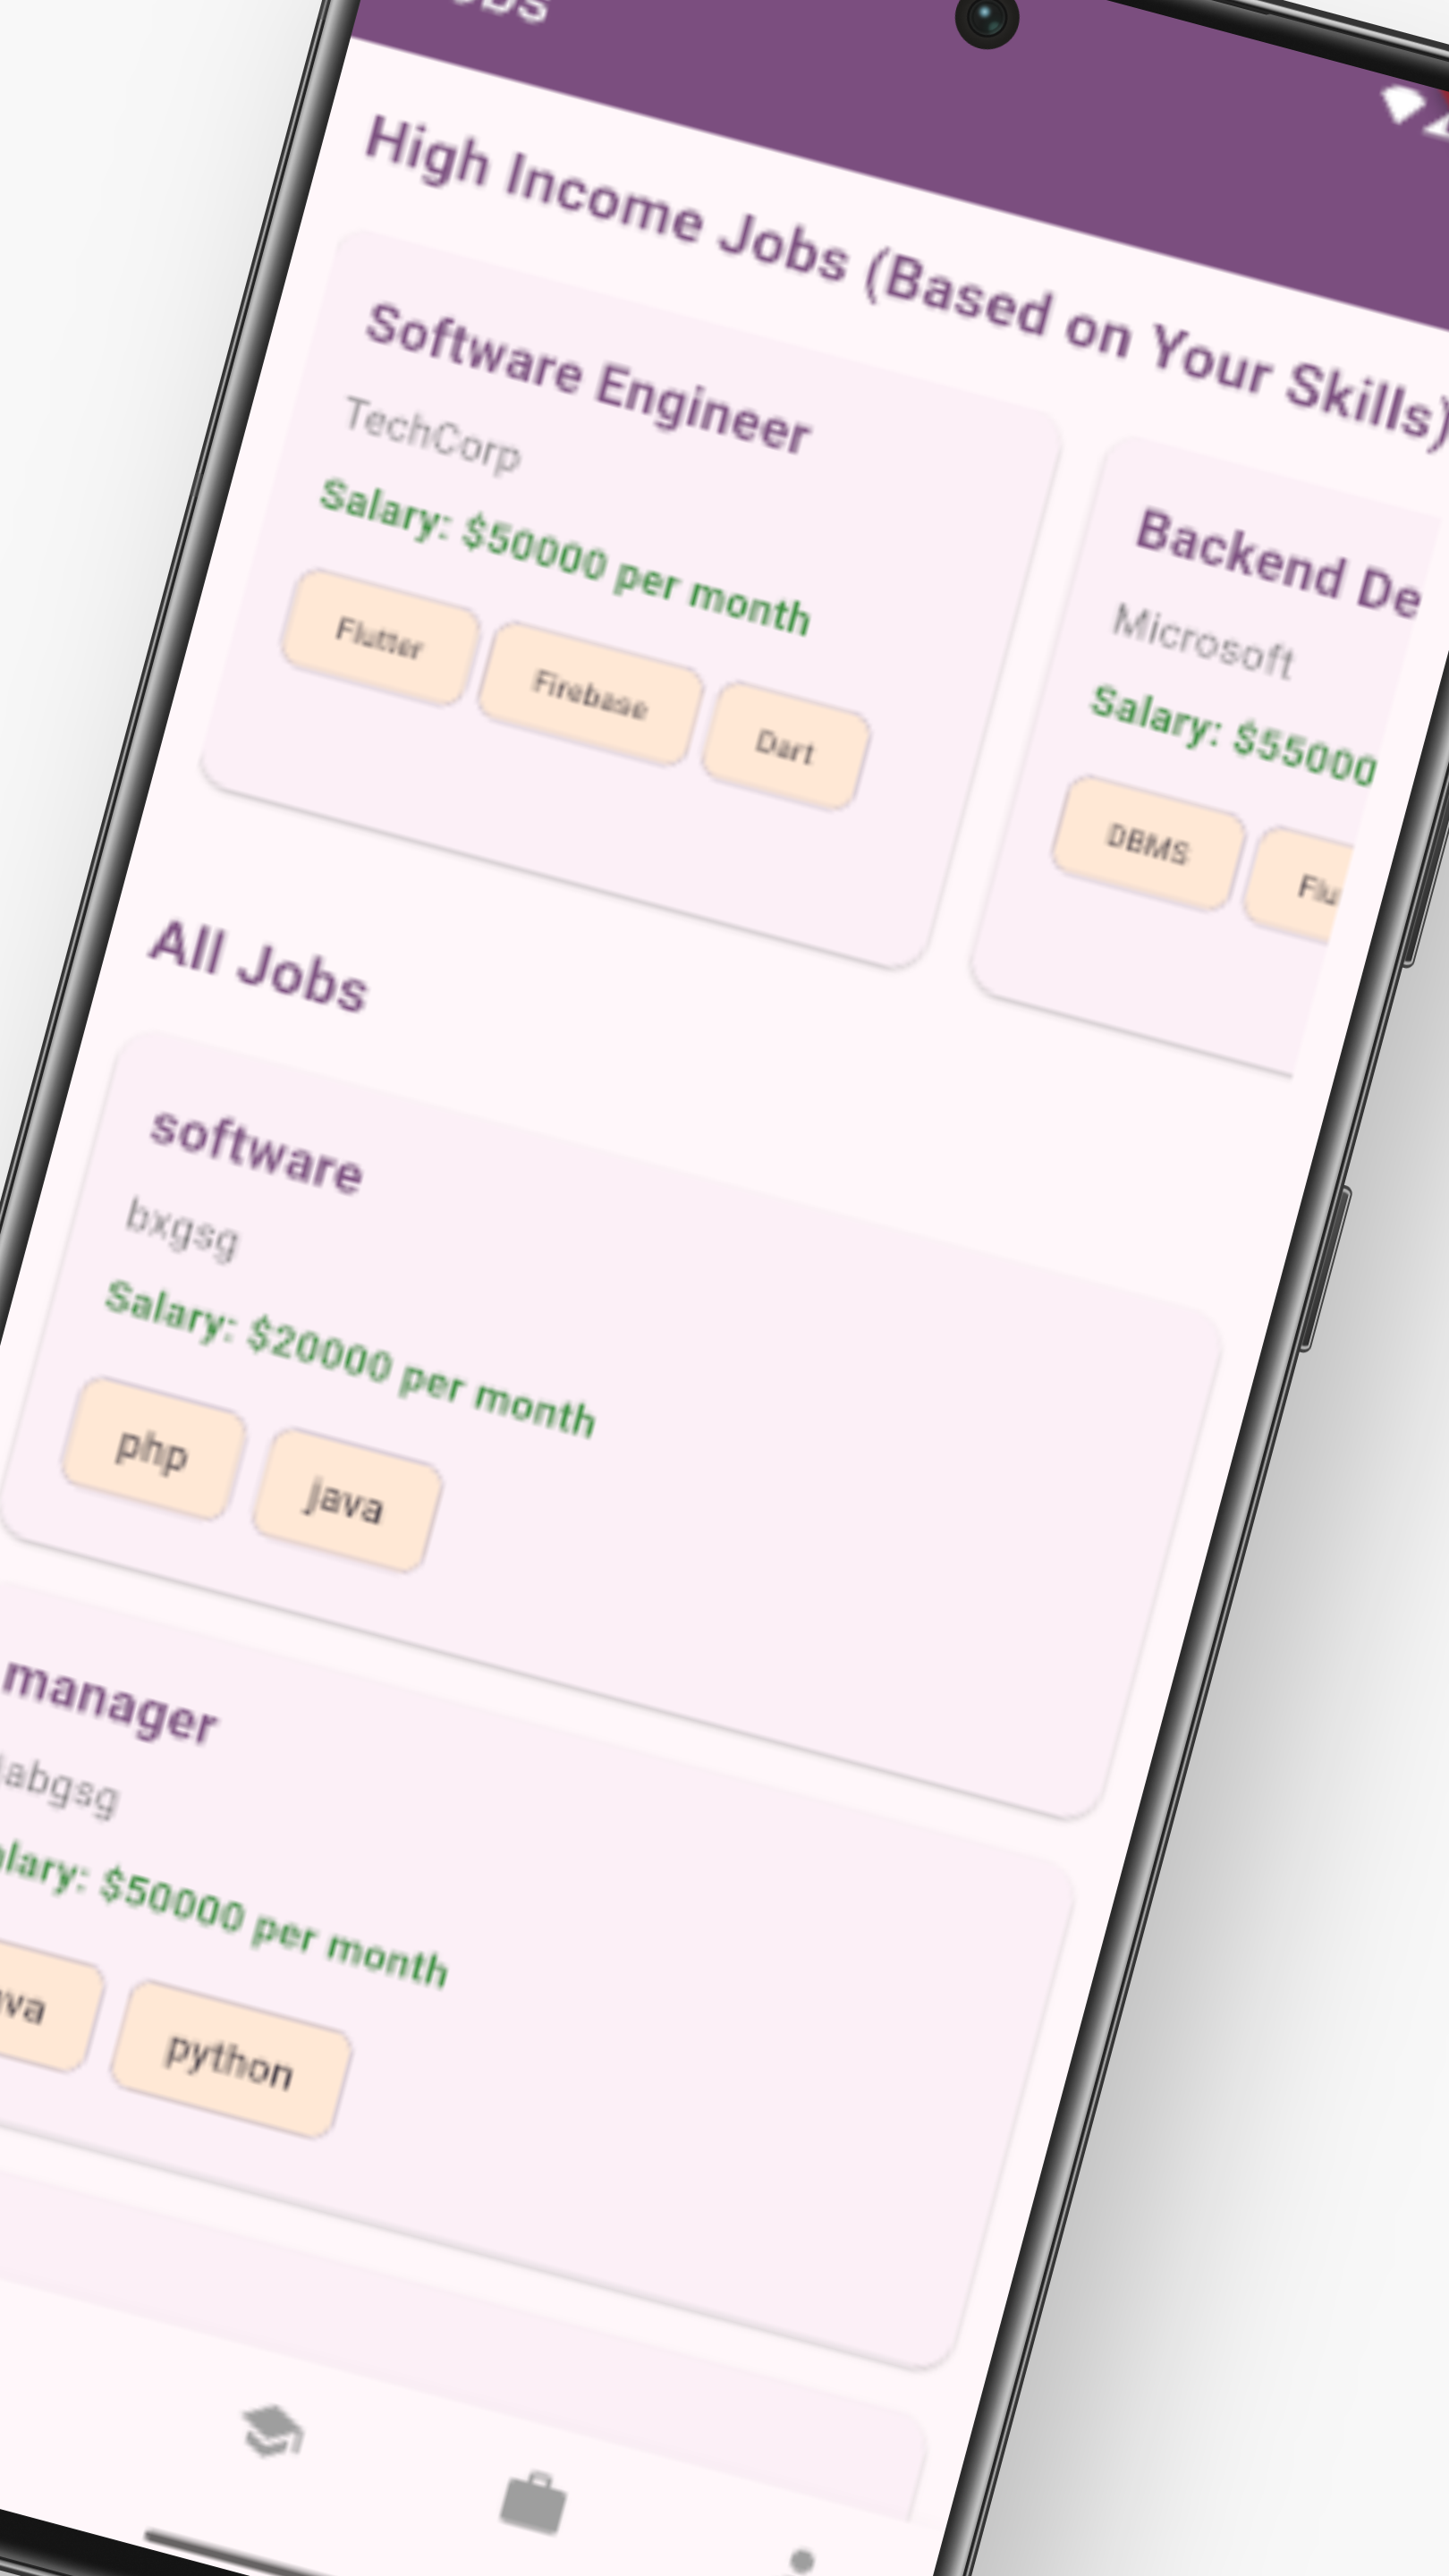 High Income Jobs (Based on Your Skills)
Software Engineer
TechCorp
Salary: $50000 per month
Flutter
Firebase
Dart
Backend De
Microsoft
Salary: $55000
DBMS
Flu
All Jobs
software
bxgsg
Salary: $20000 per month
php
java
manager
abgsg
lary: $50000 per month
va
python